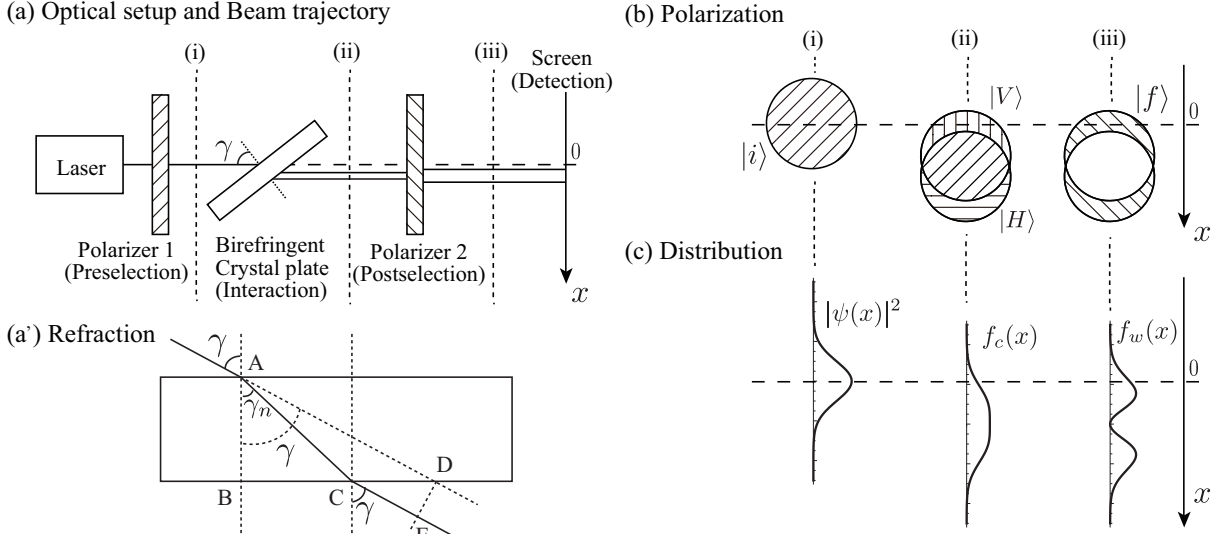 (a) Optical setup and Beam trajectory
(i)
(ii)
(iii)
Screen
(Detection)
γ
0
Laser
Polarizer 1
(Preselection)
Birefringent
Crystal plate
(Interaction)
Polarizer 2
(Postselection)
x
(a’) Refraction
γ
A
γn
γ
D
B
C
γ
(b) Polarization
(i)
(ii)
(iii)
|V⟩
|f⟩
0
|i⟩
|H⟩
x
(c) Distribution
|ψ(x)|²
f_c(x)
f_w(x)
0
x